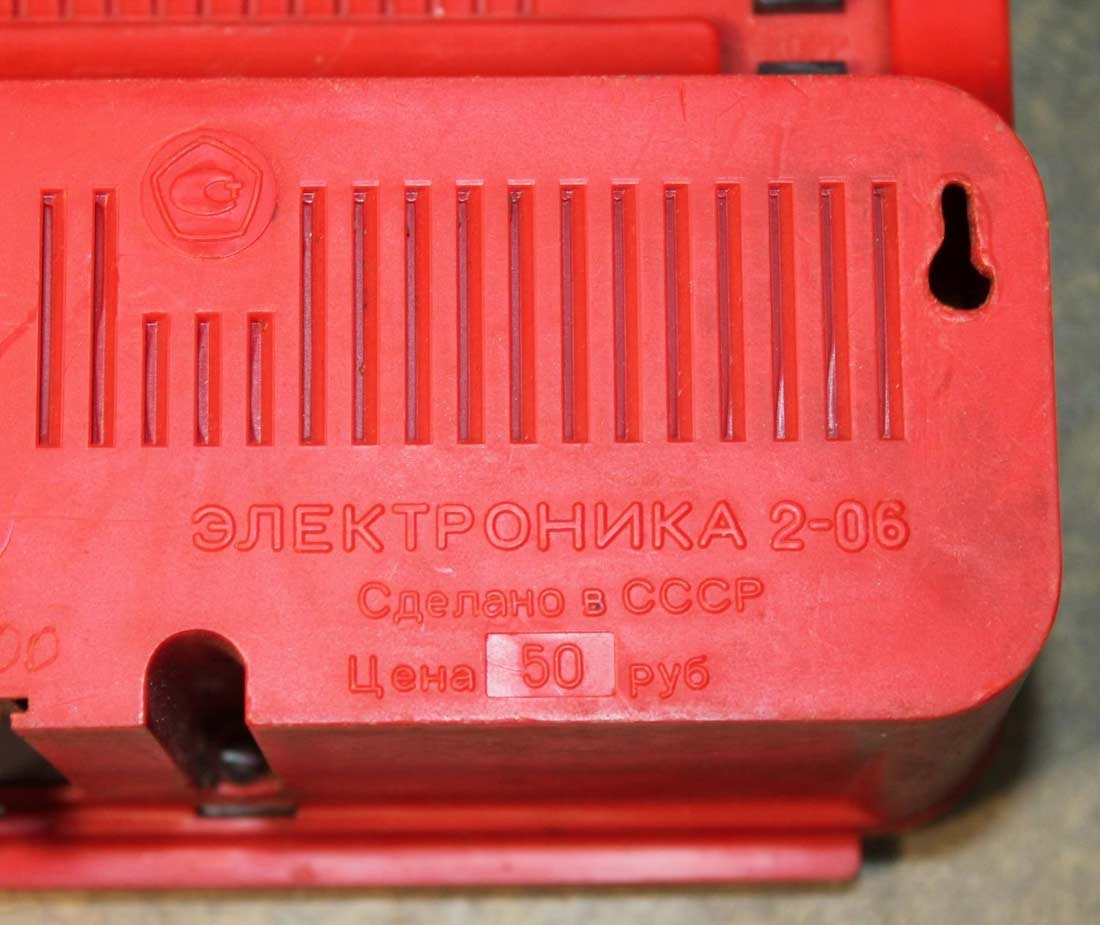 ЭЛЕКТРОНИКА 2-06
Сделано в СССР
Цена 50 руб